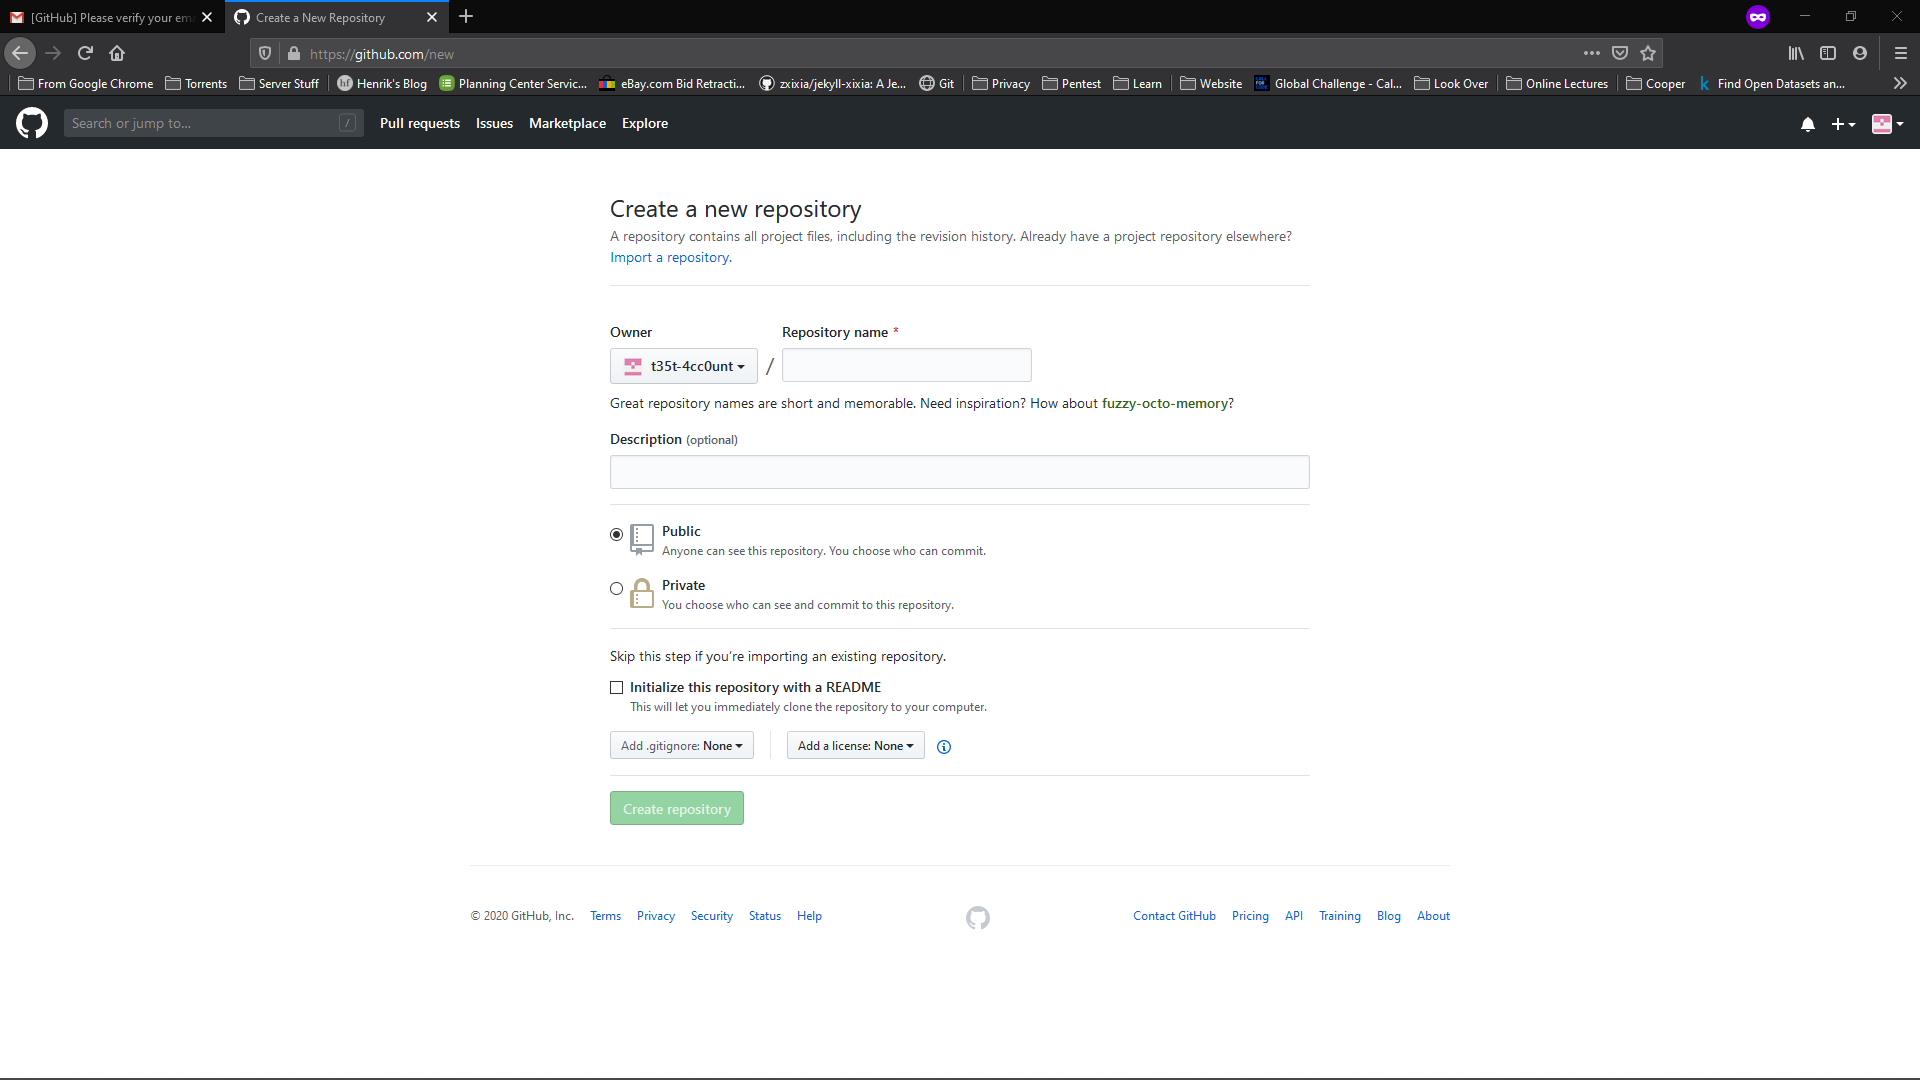 [GitHub] Please verify your em
Create a New Repository
https://github.com/new
From Google Chrome
Torrents
Server Stuff
hf Henrik's Blog
Planning Center Servic...
eBay.com Bid Retracti...
zxixia/jekyll-xixia: A Je...
Git
Privacy
Pentest
Learn
Website
Global Challenge - Cal...
Look Over
Online Lectures
Cooper
k Find Open Datasets an...
Search or jump to... /
Pull requests
Issues
Marketplace
Explore
Create a new repository
A repository contains all project files, including the revision history. Already have a project repository elsewhere?
Import a repository.
Owner
Repository name *
t35t-4cc0unt
/
Great repository names are short and memorable. Need inspiration? How about fuzzy-octo-memory?
Description (optional)
Public
Anyone can see this repository. You choose who can commit.
Private
You choose who can see and commit to this repository.
Skip this step if you're importing an existing repository.
Initialize this repository with a README
This will let you immediately clone the repository to your computer.
Add .gitignore: None
Add a license: None
Create repository
© 2020 GitHub, Inc.
Terms
Privacy
Security
Status
Help
Contact GitHub
Pricing
API
Training
Blog
About